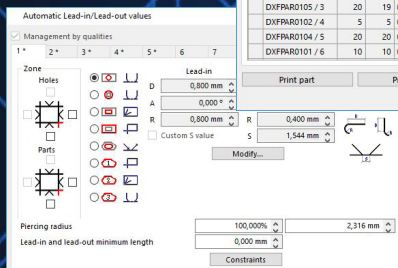 Automatic Lead-in/Lead-out values
DXFPAR0105 / 3 20 19
DXFPAR0102 / 4 5 5
DXFPAR0104 / 5 20 20
DXFPAR0101 / 6 10 10
Print part
Management by qualities
1 * 2 * 3 * 4 * 5 * 6 7
Zone
Holes
Parts
Lead-in
D 0,800 mm
A 0,000 °
R 0,800 mm
R 0,400 mm
Custom S value
S 1,544 mm
Modify...
Piercing radius 100,000% 2,316 mm
Lead-in and lead-out minimum length 0,000 mm
Constraints